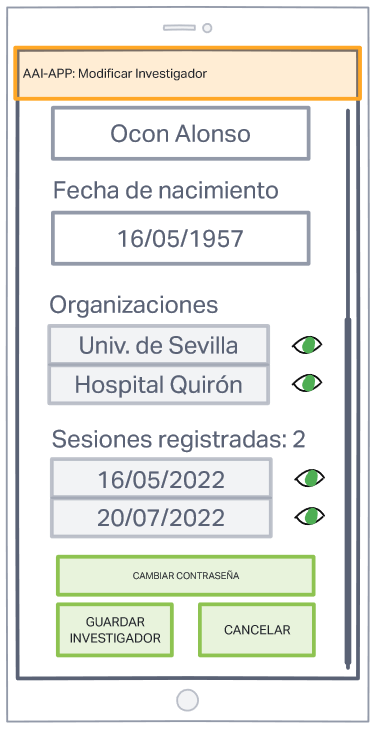 AAI-APP: Modificar Investigador
Ocon Alonso
Fecha de nacimiento
16/05/1957
Organizaciones
Univ. de Sevilla
Hospital Quirón
Sesiones registradas: 2
16/05/2022
20/07/2022
CAMBIAR CONTRASEÑA
GUARDAR
INVESTIGADOR
CANCELAR